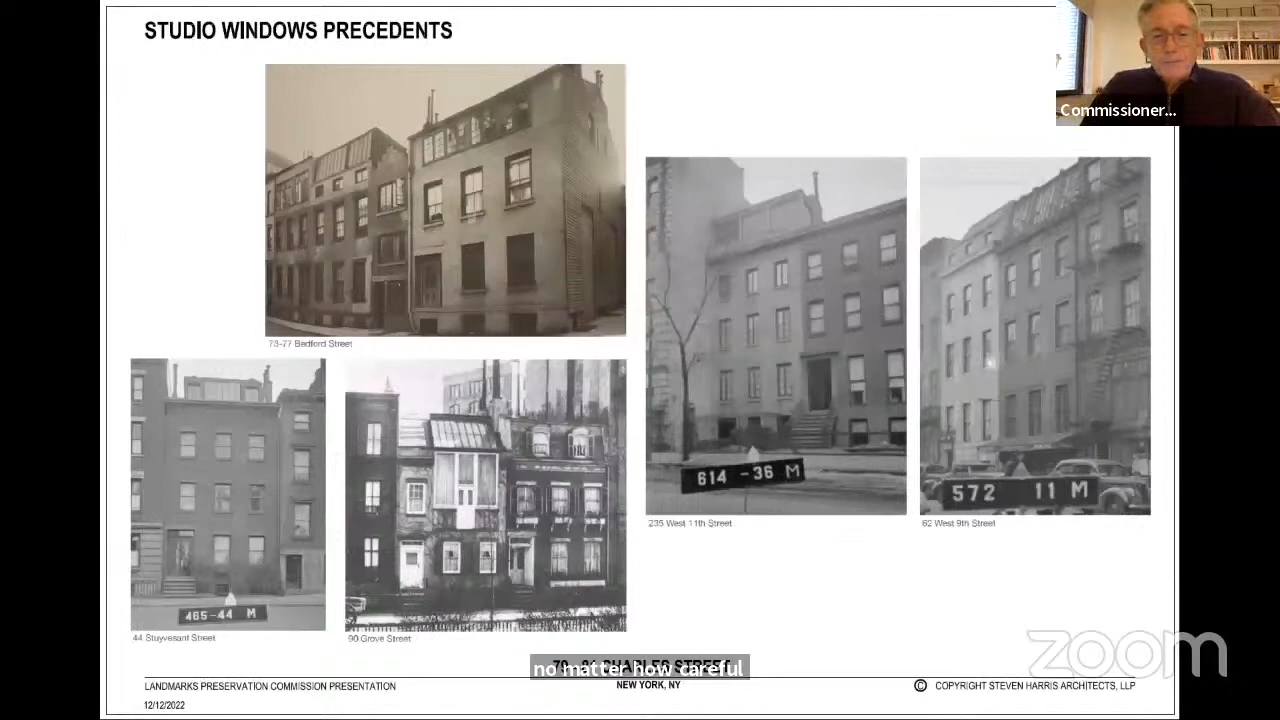 STUDIO WINDOWS PRECEDENTS
Commissioner...
73-77 Bedford Street
614 -36 M
235 West 11th Street
572 11 M
62 West 9th Street
465-44 M
44 Stuyvesant Street
90 Grove Street
CHARLES STREET
no matter how careful
NEW YORK, NY
LANDMARKS PRESERVATION COMMISSION PRESENTATION
© COPYRIGHT STEVEN HARRIS ARCHITECTS, LLP
12/12/2022
zoom